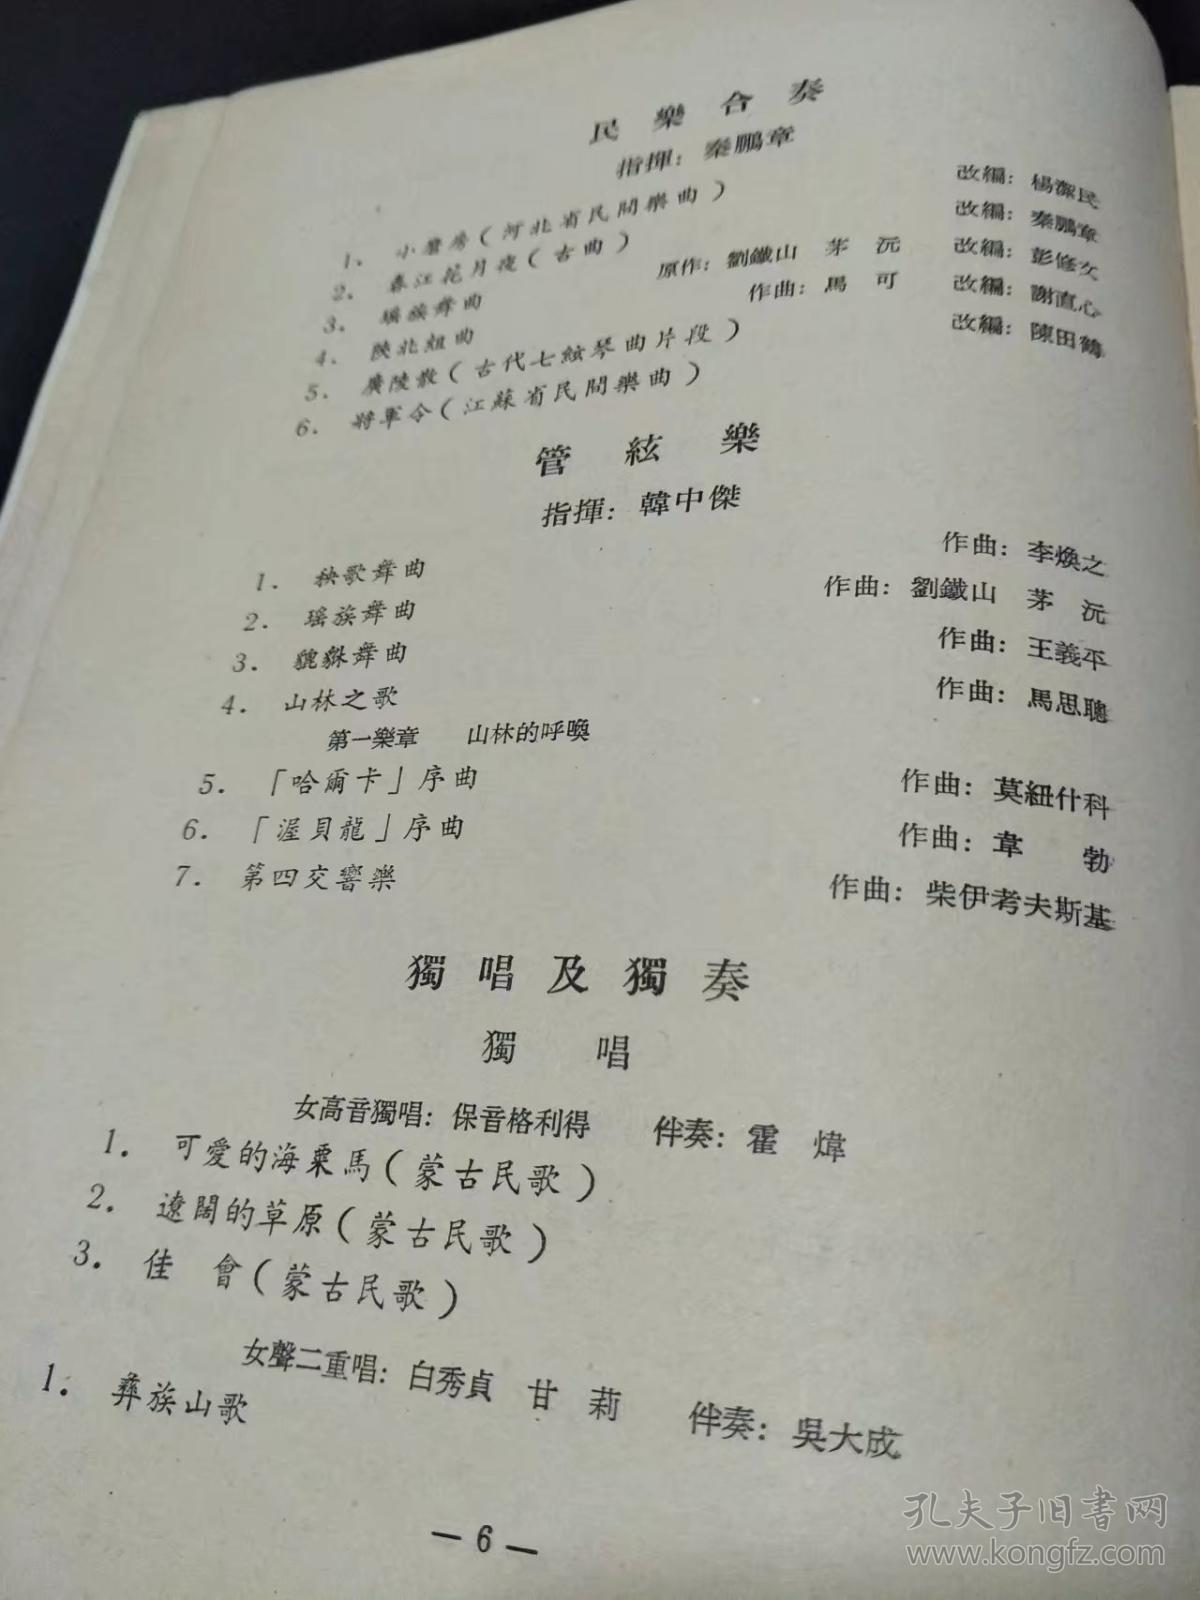 民樂合奏
指揮：秦鵬章
1. 小磨房（河北省民間樂曲） 改編：楊潔民
2. 春江花月夜（古曲） 改編：秦鵬章
3. 瑤族舞曲 原作：劉鐵山 茅沅 改編：彭修文
4. 陝北組曲 作曲：馬可 改編：謝直心
5. 廣陵散（古代七絃琴曲片段） 改編：陳田鶴
6. 將軍令（江蘇省民間樂曲）
管絃樂
指揮：韓中傑
1. 秧歌舞曲 作曲：李煥之
2. 瑤族舞曲 作曲：劉鐵山 茅沅
3. 貔貅舞曲 作曲：王義平
4. 山林之歌 作曲：馬思聰
第一樂章 山林的呼喚
5. 「哈爾卡」序曲 作曲：莫紐什科
6. 「渥貝龍」序曲 作曲：韋勃
7. 第四交響樂 作曲：柴伊考夫斯基
獨唱及獨奏
獨唱
女高音獨唱：保音格利得 伴奏：霍煒
1. 可愛的海粟馬（蒙古民歌）
2. 遼闊的草原（蒙古民歌）
3. 佳會（蒙古民歌）
女聲二重唱：白秀貞 甘莉 伴奏：吳大成
1. 彝族山歌
— 6 —
孔夫子旧书网
www.kongfz.com